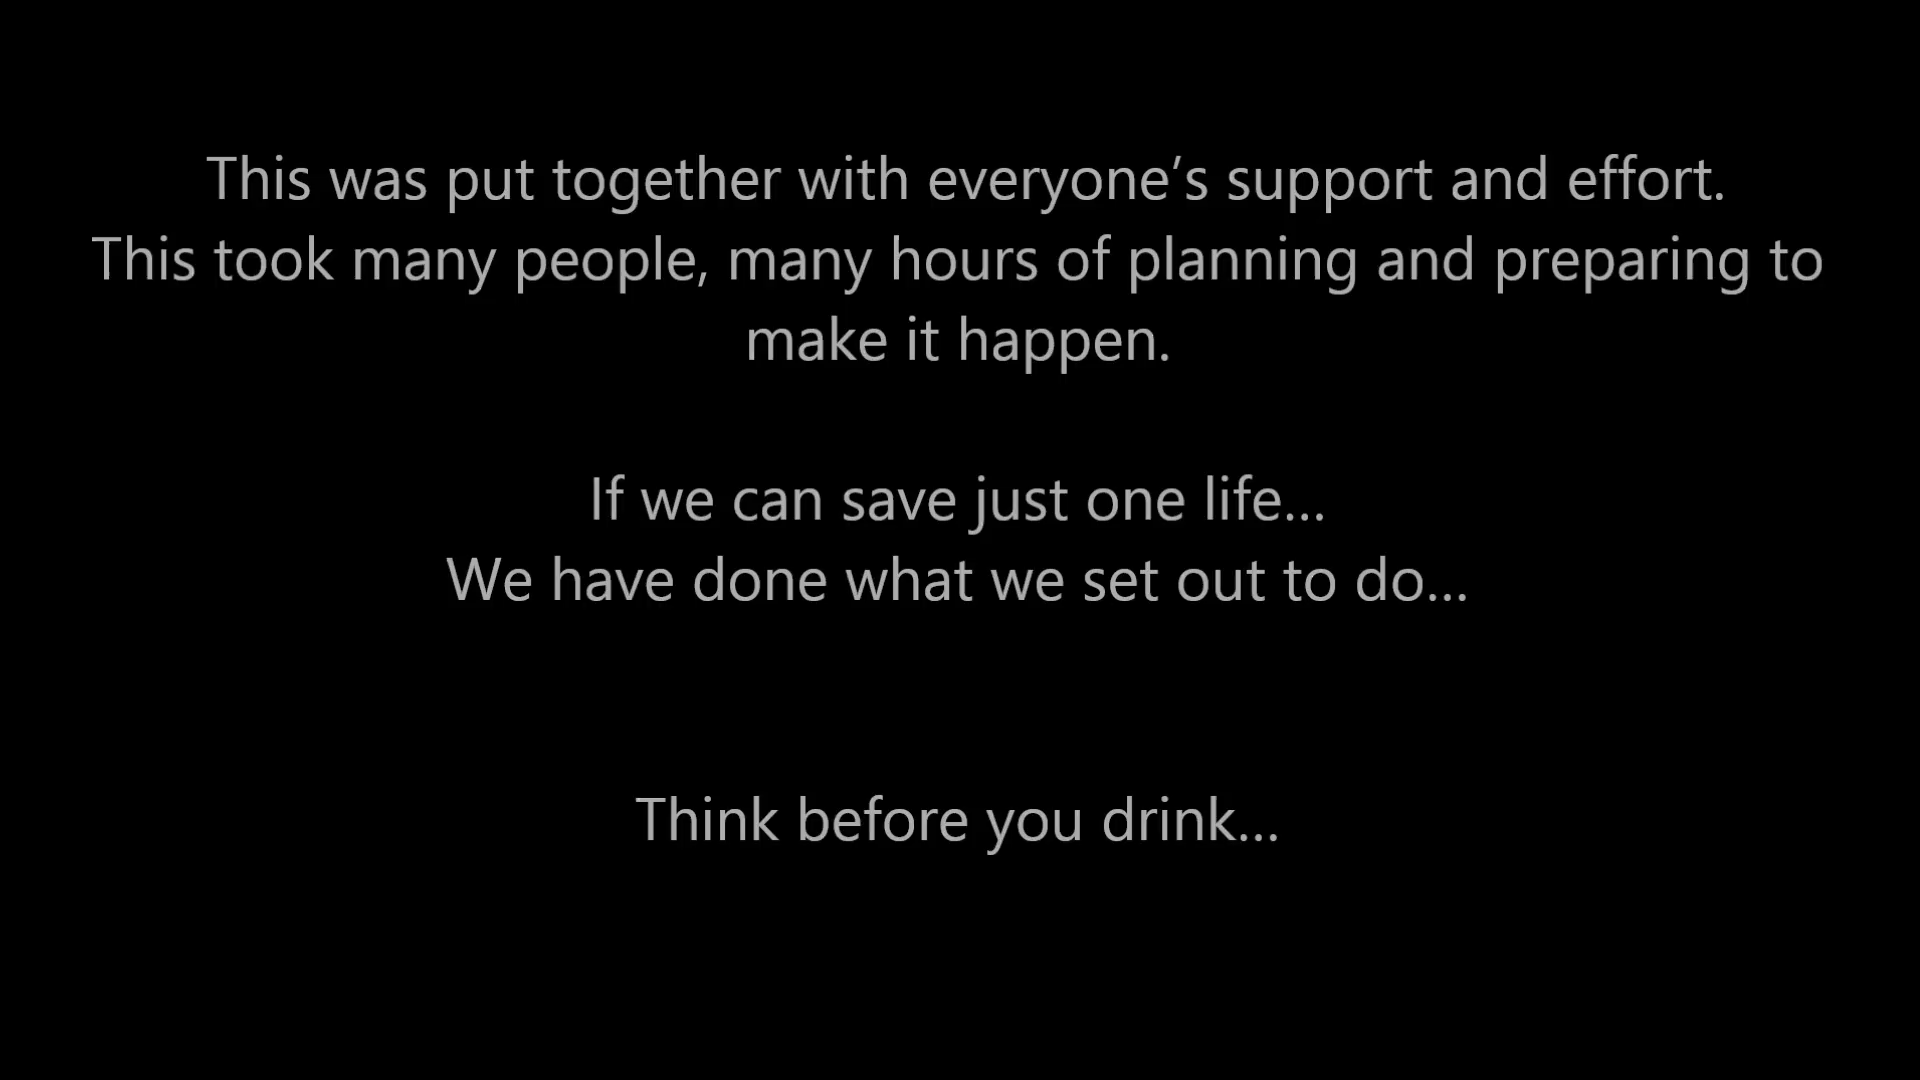 This was put together with everyone’s support and effort.
This took many people, many hours of planning and preparing to
make it happen.
If we can save just one life...
We have done what we set out to do...
Think before you drink...